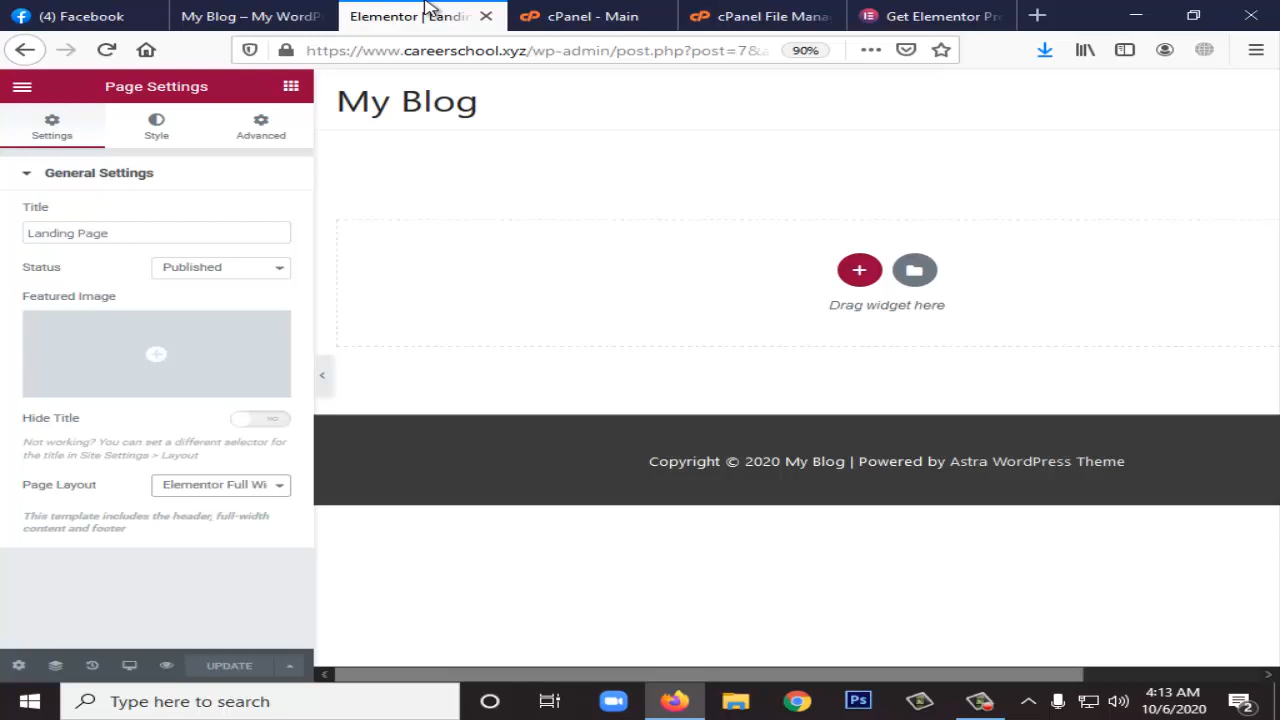 (4) Facebook
My Blog – My WordP
Elementor | Landin
cPanel - Main
cPanel File Mana
Get Elementor Pro
https://www.careerschool.xyz/wp-admin/post.php?post=7&
90%
Page Settings
Settings
Style
Advanced
General Settings
Title
Landing Page
Status
Published
Featured Image
Hide Title
NO
Not working? You can set a different selector for
the title in Site Settings > Layout
Page Layout
Elementor Full Wi
This template includes the header, full-width
content and footer
UPDATE
My Blog
Drag widget here
Copyright © 2020 My Blog | Powered by Astra WordPress Theme
Type here to search
Ps
4:13 AM
10/6/2020
2